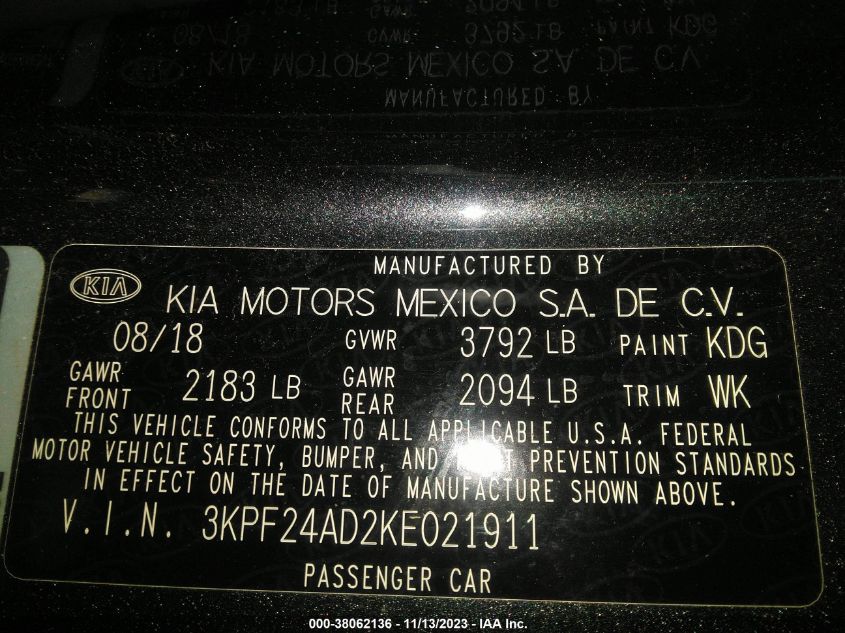 MANUFACTURED BY
KIA KIA MOTORS MEXICO S.A. DE C.V.
08/18 GVWR 3792 LB PAINT KDG
GAWR FRONT 2183 LB GAWR REAR 2094 LB TRIM WK
THIS VEHICLE CONFORMS TO ALL APPLICABLE U.S.A. FEDERAL
MOTOR VEHICLE SAFETY, BUMPER, AND PREVENTION STANDARDS
IN EFFECT ON THE DATE OF MANUFACTURE SHOWN ABOVE.
V.I.N. 3KPF24AD2KE021911
PASSENGER CAR
000-38062136 - 11/13/2023 - IAA Inc.